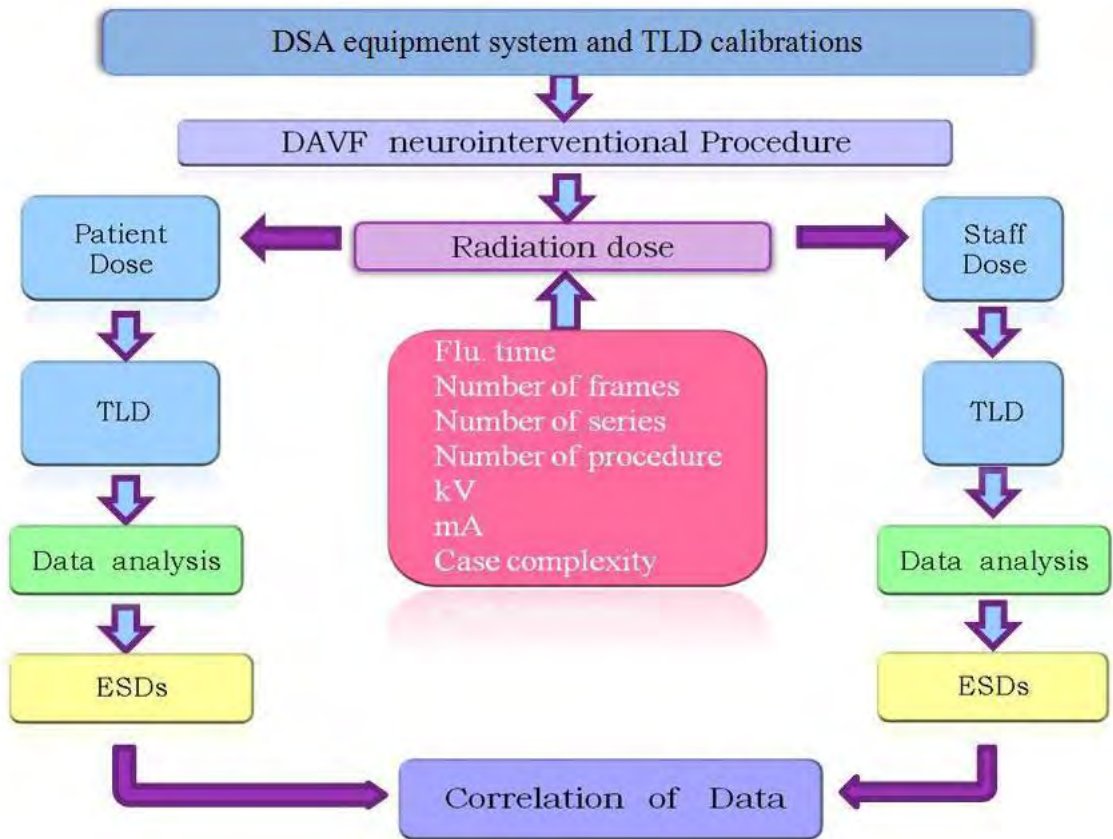 DSA equipment system and TLD calibrations
DAVF neurointerventional Procedure
Patient
Dose
Radiation dose
Staff
Dose
TLD
Flu. time
Number of frames
Number of series
Number of procedure
kV
mA
Case complexity
TLD
Data analysis
Data analysis
ESDs
ESDs
Correlation of Data